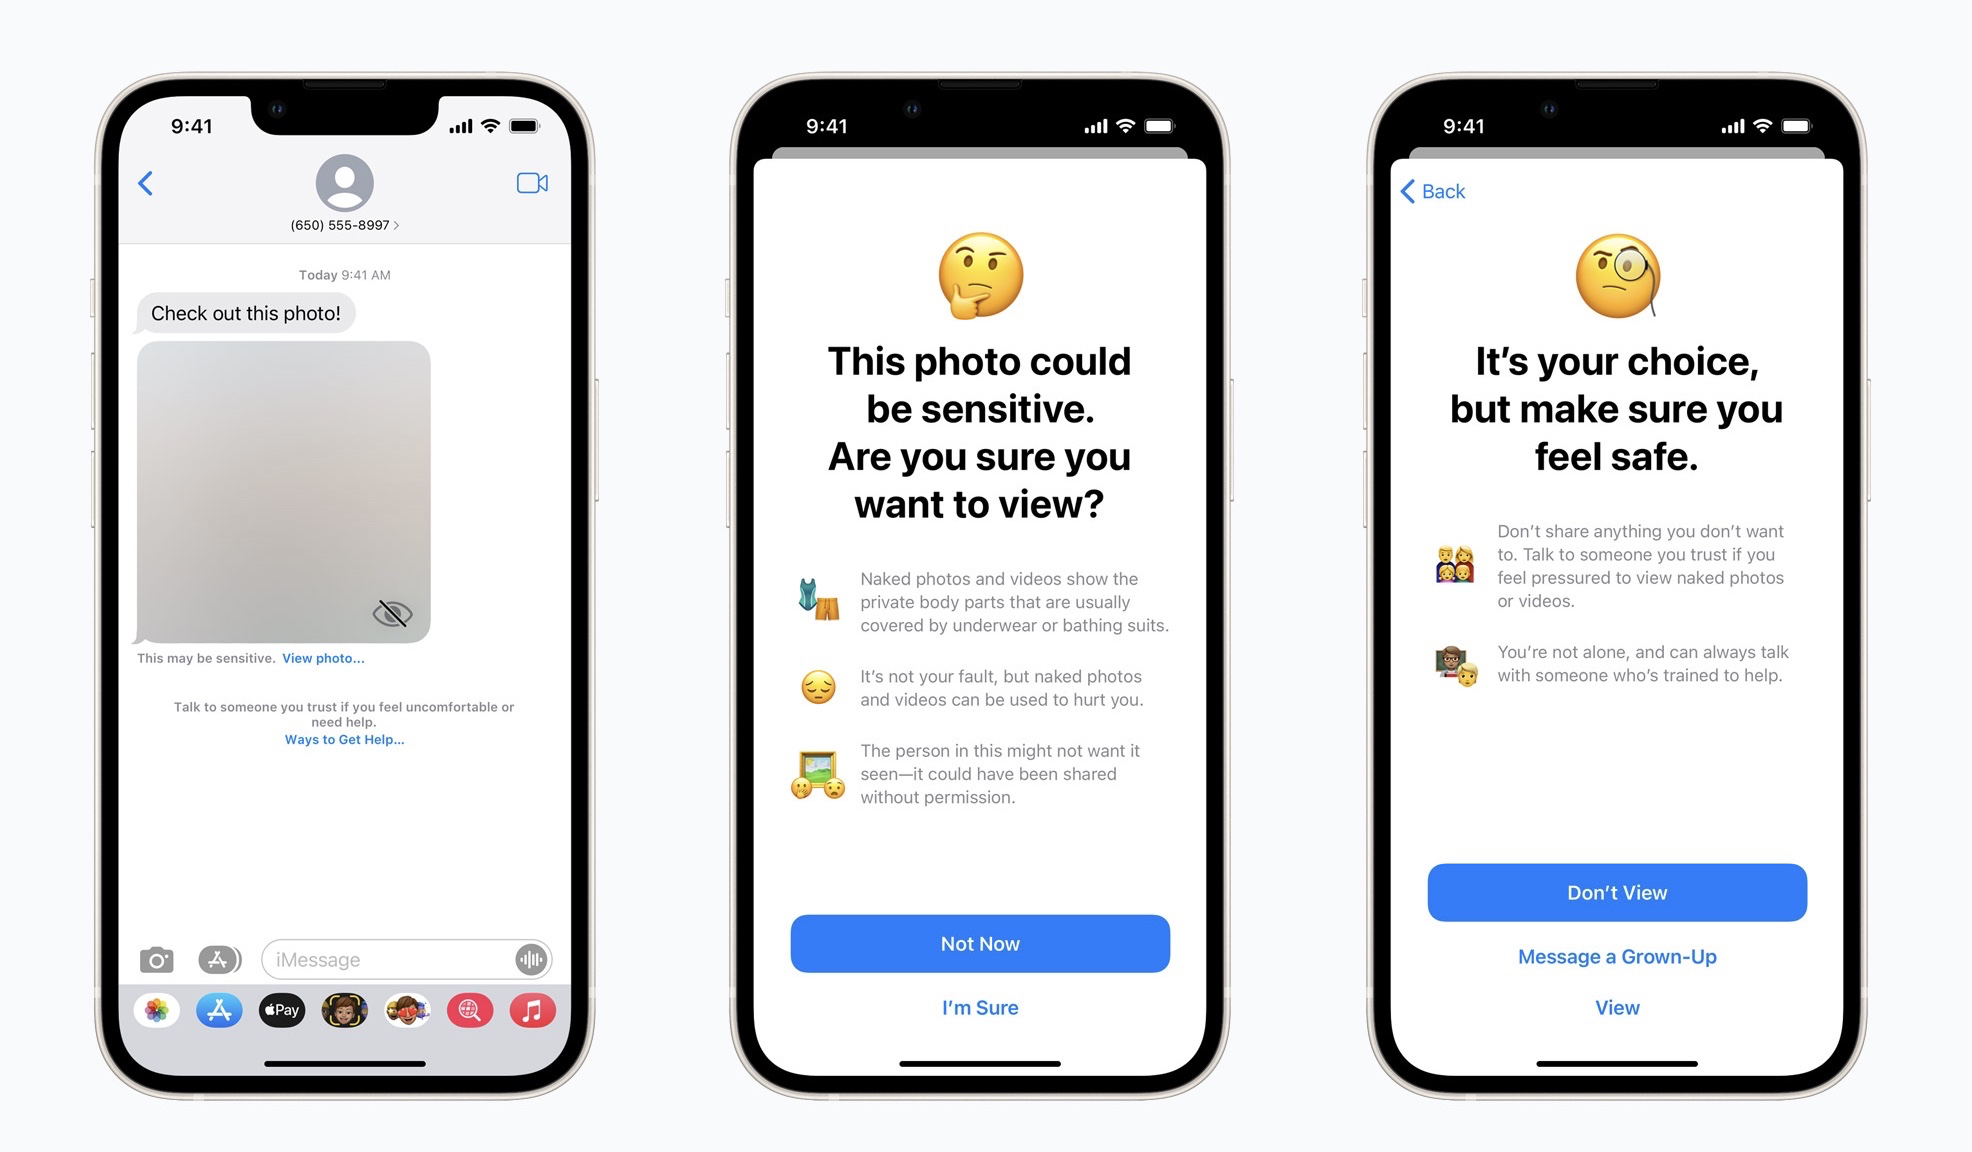 9:41
(650) 555-8997
Today 9:41 AM
Check out this photo!
This may be sensitive. View photo...
Talk to someone you trust if you feel uncomfortable or
need help.
Ways to Get Help...
iMessage
Pay
9:41
This photo could
be sensitive.
Are you sure you
want to view?
Naked photos and videos show the
private body parts that are usually
covered by underwear or bathing suits.
It’s not your fault, but naked photos
and videos can be used to hurt you.
The person in this might not want it
seen—it could have been shared
without permission.
Not Now
I’m Sure
9:41
Back
It’s your choice,
but make sure you
feel safe.
Don’t share anything you don’t want
to. Talk to someone you trust if you
feel pressured to view naked photos
or videos.
You’re not alone, and can always talk
with someone who’s trained to help.
Don’t View
Message a Grown-Up
View